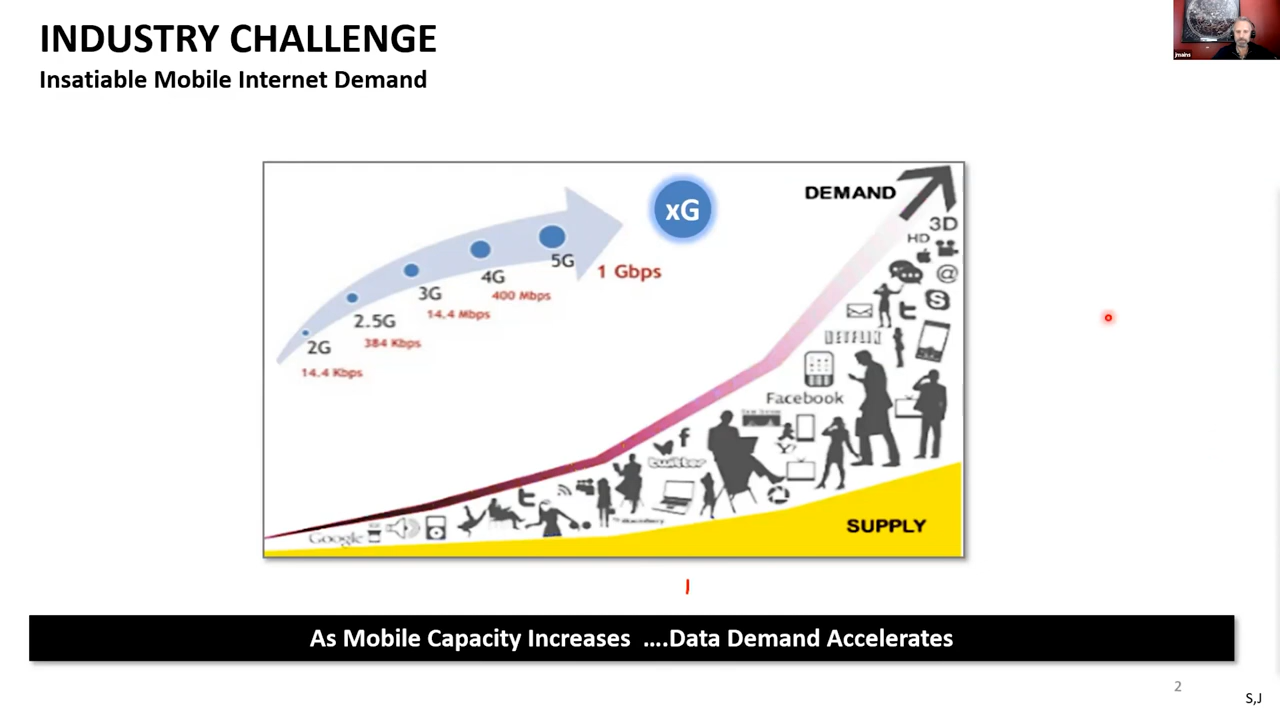 INDUSTRY CHALLENGE
Insatiable Mobile Internet Demand
jmains
xG
DEMAND
3D
HD
5G
1 Gbps
4G
400 Mbps
3G
14.4 Mbps
2.5G
384 Kbps
2G
14.4 Kbps
@
NETFLIX
Facebook
f
twitter
Google
SUPPLY
As Mobile Capacity Increases ….Data Demand Accelerates
2
S,J